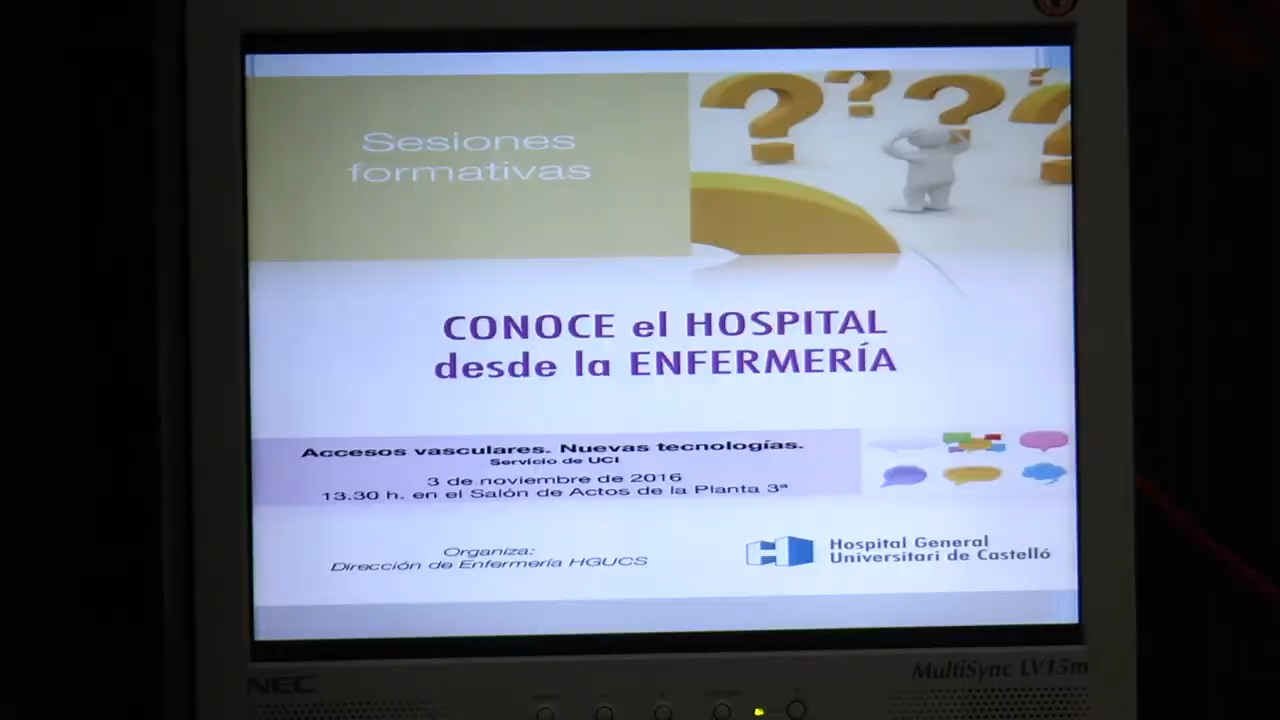 Sesiones
formativas
CONOCE el HOSPITAL
desde la ENFERMERÍA
Accesos vasculares. Nuevas tecnologías.
Servicio de UCI
3 de noviembre de 2016
13.30 h. en el Salón de Actos de la Planta 3ª
Organiza:
Dirección de Enfermería HGUCS
Hospital General
Universitari de Castelló
NEC
MultiSync LV15m